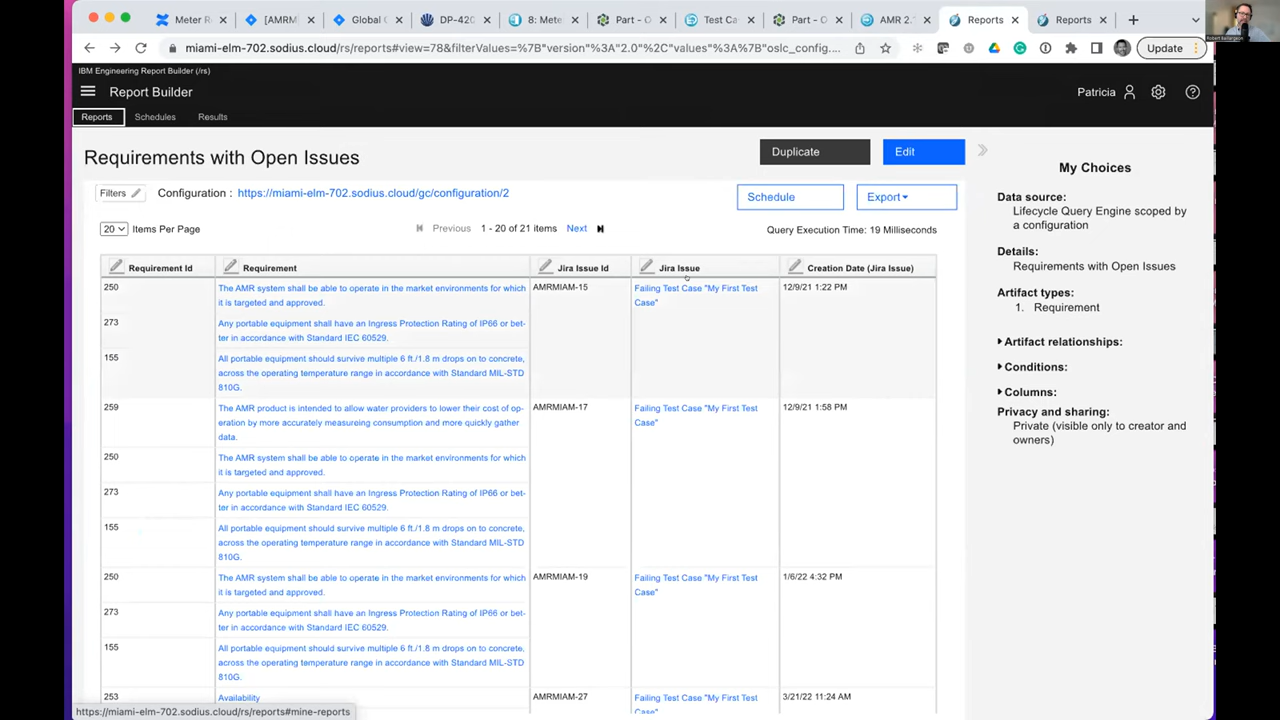 Meter R
[AMRM
Global C
DP-420
8: Mete
Part - O
Test Ca
Part - O
AMR 2.
Reports
Reports
miami-elm-702.sodius.cloud/rs/reports#view=78&filterValues=%7B"version"%3A"2.0"%2C"values"%3A%7B"oslc_config....
Update
IBM Engineering Report Builder (/rs)
Report Builder
Patricia
Reports
Schedules
Results
Requirements with Open Issues
Duplicate
Edit
Filters
Configuration : https://miami-elm-702.sodius.cloud/gc/configuration/2
Schedule
Export
20 Items Per Page
Previous 1 - 20 of 21 items Next
Query Execution Time: 19 Milliseconds
Requirement Id
Requirement
Jira Issue Id
Jira Issue
Creation Date (Jira Issue)
250
The AMR system shall be able to operate in the market environments for which
it is targeted and approved.
AMRMIAM-15
Failing Test Case "My First Test
Case"
12/9/21 1:22 PM
273
Any portable equipment shall have an Ingress Protection Rating of IP66 or bet-
ter in accordance with Standard IEC 60529.
155
All portable equipment should survive multiple 6 ft./1.8 m drops on to concrete,
across the operating temperature range in accordance with Standard MIL-STD
810G.
259
The AMR product is intended to allow water providers to lower their cost of op-
eration by more accurately measureing consumption and more quickly gather
data.
AMRMIAM-17
Failing Test Case "My First Test
Case"
12/9/21 1:58 PM
250
The AMR system shall be able to operate in the market environments for which
it is targeted and approved.
273
Any portable equipment shall have an Ingress Protection Rating of IP66 or bet-
ter in accordance with Standard IEC 60529.
155
All portable equipment should survive multiple 6 ft./1.8 m drops on to concrete,
across the operating temperature range in accordance with Standard MIL-STD
810G.
250
The AMR system shall be able to operate in the market environments for which
it is targeted and approved.
AMRMIAM-19
Failing Test Case "My First Test
Case"
1/6/22 4:32 PM
273
Any portable equipment shall have an Ingress Protection Rating of IP66 or bet-
ter in accordance with Standard IEC 60529.
155
All portable equipment should survive multiple 6 ft./1.8 m drops on to concrete,
across the operating temperature range in accordance with Standard MIL-STD
810G.
253
Availability
AMRMIAM-27
Failing Test Case "My First Test
Case"
3/21/22 11:24 AM
My Choices
Data source:
Lifecycle Query Engine scoped by
a configuration
Details:
Requirements with Open Issues
Artifact types:
1. Requirement
Artifact relationships:
Conditions:
Columns:
Privacy and sharing:
Private (visible only to creator and
owners)
https://miami-elm-702.sodius.cloud/rs/reports#mine-reports